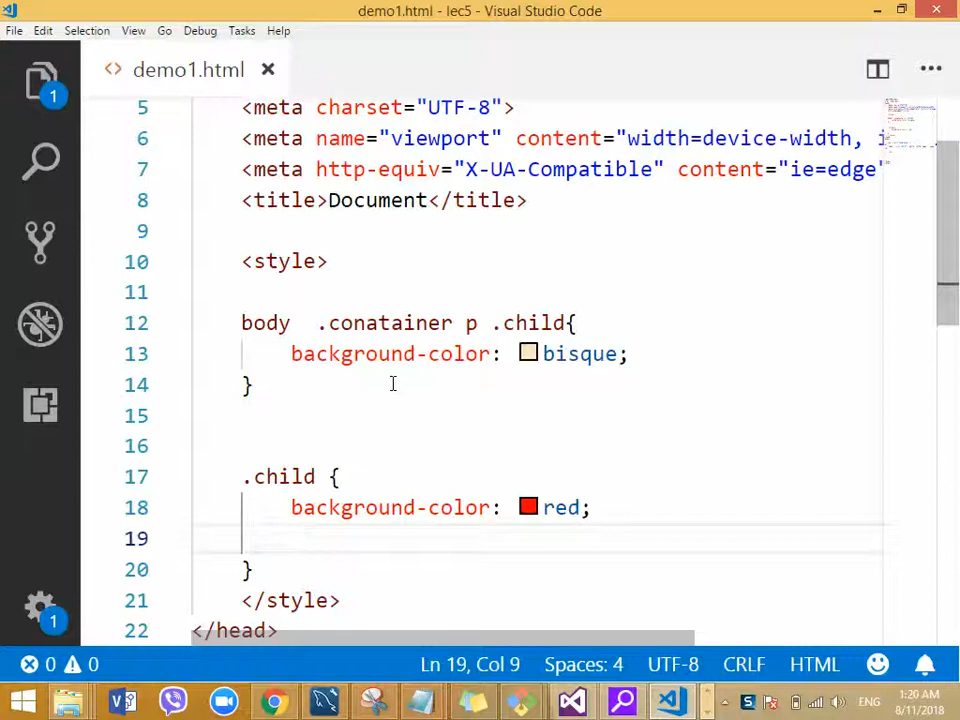 demo1.html - lec5 - Visual Studio Code
File Edit Selection View Go Debug Tasks Help
demo1.html
5 <meta charset="UTF-8">
6 <meta name="viewport" content="width=device-width, i
7 <meta http-equiv="X-UA-Compatible" content="ie=edge"
8 <title>Document</title>
9
10 <style>
11
12 body  .conatainer p .child{
13 background-color: bisque;
14 }
15
16
17 .child {
18 background-color: red;
19
20 }
21 </style>
22 </head>
1
1
0 0 Ln 19, Col 9 Spaces: 4 UTF-8 CRLF HTML
ENG 1:20 AM
8/11/2018